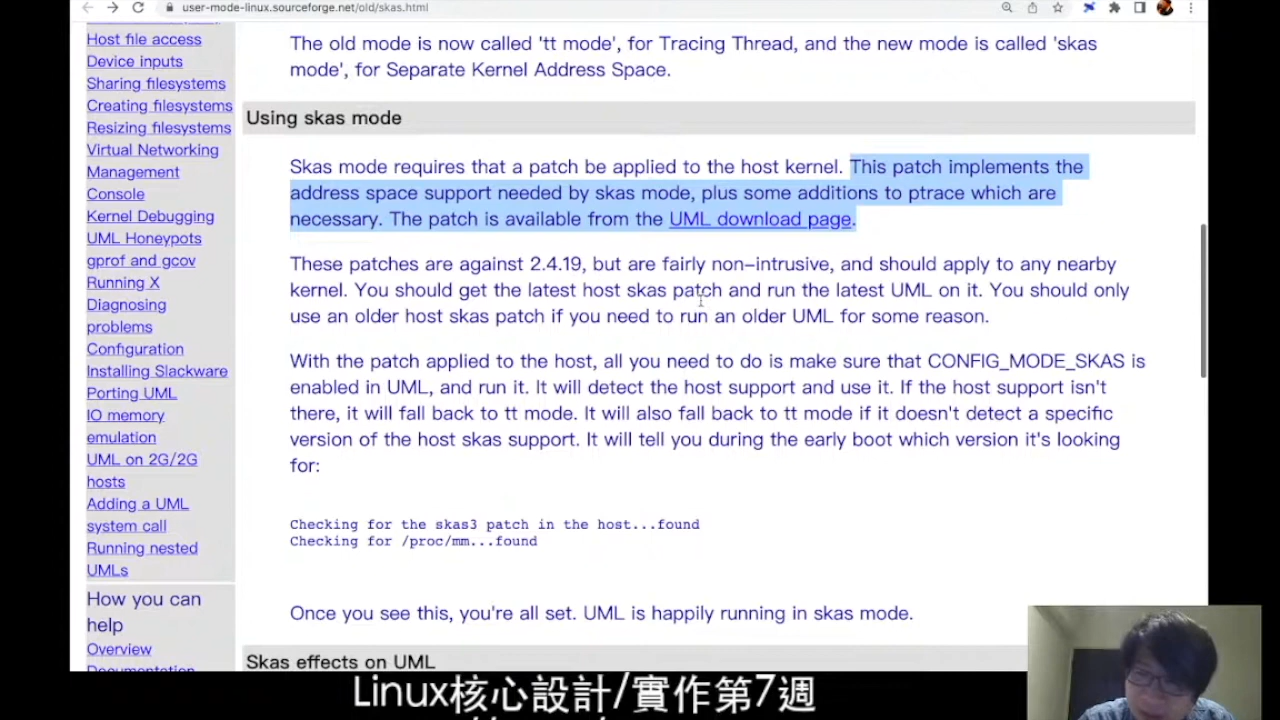 user-mode-linux.sourceforge.net/old/skas.html
Host file access
Device inputs
Sharing filesystems
Creating filesystems
Resizing filesystems
Virtual Networking
Management
Console
Kernel Debugging
UML Honeypots
gprof and gcov
Running X
Diagnosing
problems
Configuration
Installing Slackware
Porting UML
IO memory
emulation
UML on 2G/2G
hosts
Adding a UML
system call
Running nested
UMLs
How you can
help
Overview
Documentation
The old mode is now called 'tt mode', for Tracing Thread, and the new mode is called 'skas
mode', for Separate Kernel Address Space.
Using skas mode
Skas mode requires that a patch be applied to the host kernel. This patch implements the
address space support needed by skas mode, plus some additions to ptrace which are
necessary. The patch is available from the UML download page.
These patches are against 2.4.19, but are fairly non-intrusive, and should apply to any nearby
kernel. You should get the latest host skas patch and run the latest UML on it. You should only
use an older host skas patch if you need to run an older UML for some reason.
With the patch applied to the host, all you need to do is make sure that CONFIG_MODE_SKAS is
enabled in UML, and run it. It will detect the host support and use it. If the host support isn't
there, it will fall back to tt mode. It will also fall back to tt mode if it doesn't detect a specific
version of the host skas support. It will tell you during the early boot which version it's looking
for:
Checking for the skas3 patch in the host...found
Checking for /proc/mm...found
Once you see this, you're all set. UML is happily running in skas mode.
Skas effects on UML
Linux核心設計/實作第7週